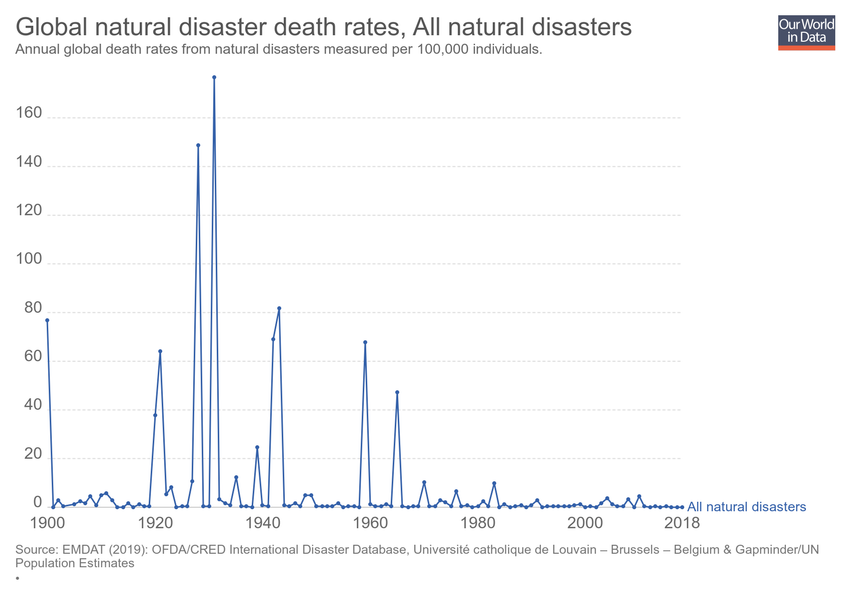 Global natural disaster death rates, All natural disasters
Annual global death rates from natural disasters measured per 100,000 individuals.
Our World
in Data
160
140
120
100
80
60
40
20
0
1900 1920 1940 1960 1980 2000 2018
All natural disasters
Source: EMDAT (2019): OFDA/CRED International Disaster Database, Université catholique de Louvain – Brussels – Belgium & Gapminder/UN
Population Estimates
•